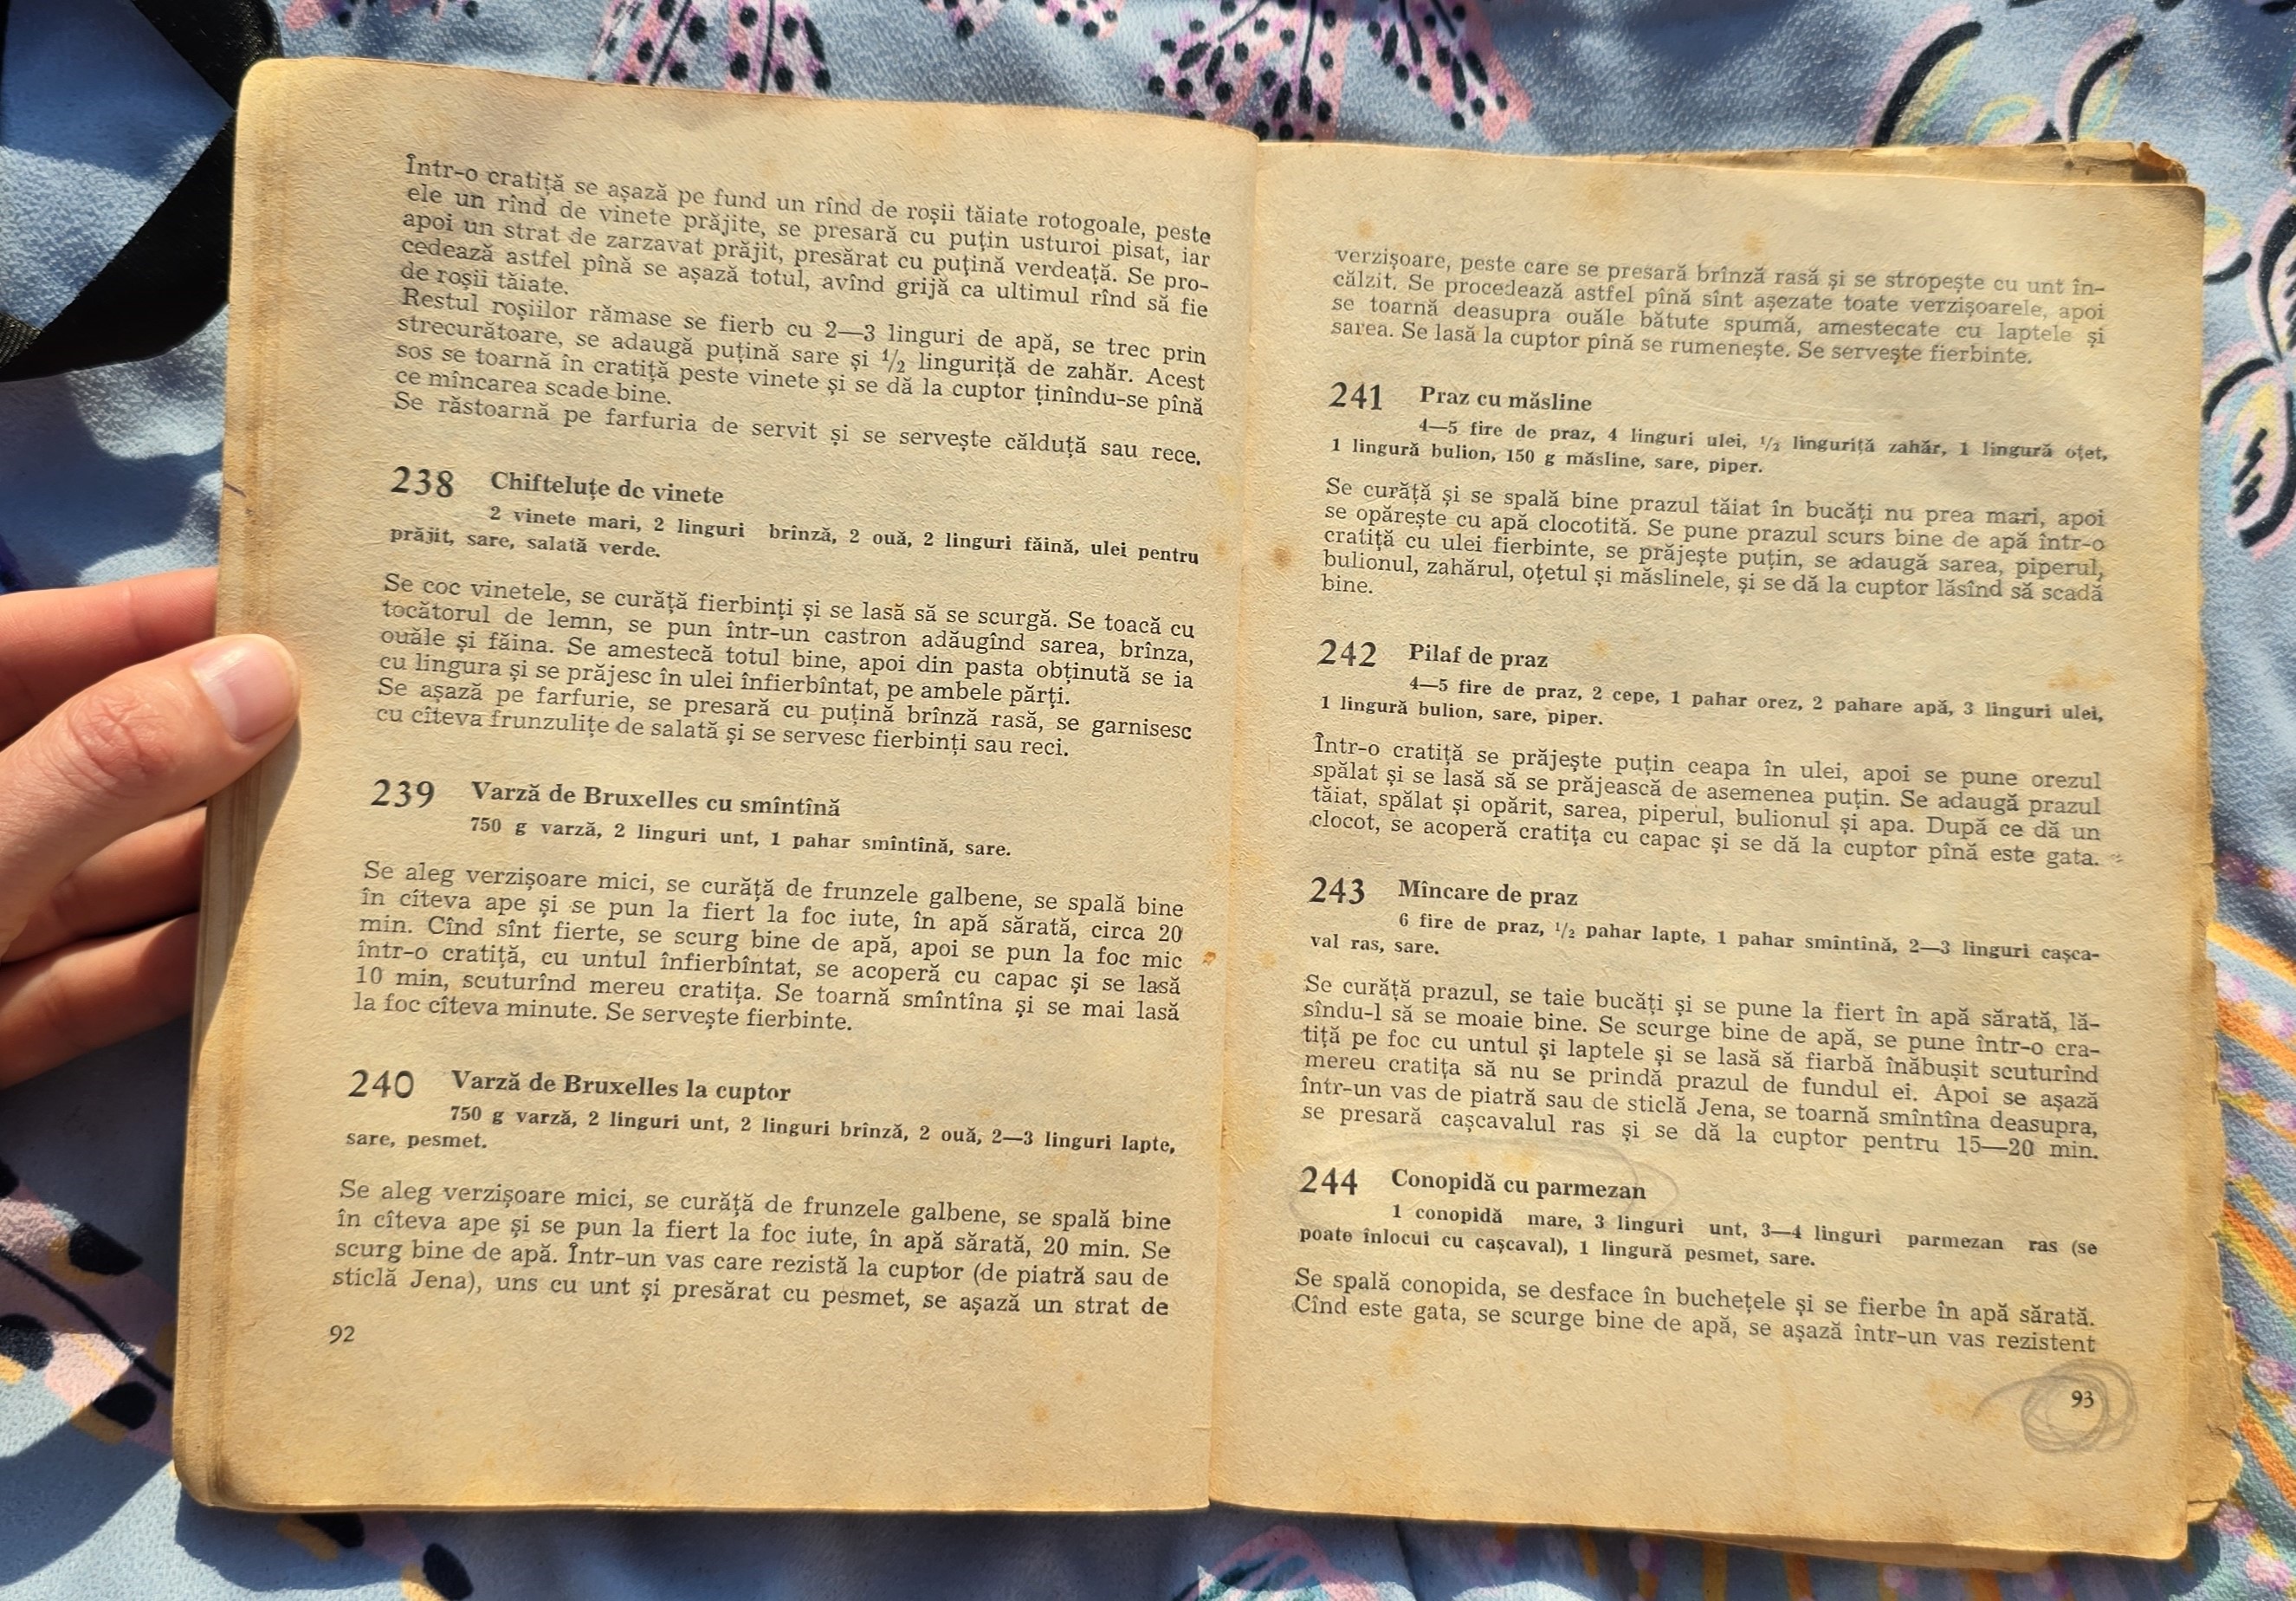 Într-o cratiță se așază pe fund un rînd de roșii tăiate rotogoale, peste
ele un rînd de vinete prăjite, se presară cu puțin usturoi pisat, iar
apoi un strat de zarzavat prăjit, presărat cu puțină verdeață. Se pro-
cedează astfel pînă se așază totul, avînd grijă ca ultimul rînd să fie
de roșii tăiate.
Restul roșiilor rămase se fierb cu 2—3 linguri de apă, se trec prin
strecurătoare, se adaugă puțină sare și 1/2 linguriță de zahăr. Acest
sos se toarnă în cratiță peste vinete și se dă la cuptor ținîndu-se pînă
ce mîncarea scade bine.
Se răstoarnă pe farfuria de servit și se servește călduță sau rece.
238 Chifteluțe de vinete
2 vinete mari, 2 linguri brînză, 2 ouă, 2 linguri făină, ulei pentru
prăjit, sare, salată verde.
Se coc vinetele, se curăță fierbinți și se lasă să se scurgă. Se toacă cu
tocătorul de lemn, se pun într-un castron adăugînd sarea, brînza,
ouăle și făina. Se amestecă totul bine, apoi din pasta obținută se ia
cu lingura și se prăjesc în ulei înfierbîntat, pe ambele părți.
Se așază pe farfurie, se presară cu puțină brînză rasă, se garnisesc
cu cîteva frunzulițe de salată și se servesc fierbinți sau reci.
239 Varză de Bruxelles cu smîntînă
750 g varză, 2 linguri unt, 1 pahar smîntînă, sare.
Se aleg verzișoare mici, se curăță de frunzele galbene, se spală bine
în cîteva ape și se pun la fiert la foc iute, în apă sărată, circa 20
min. Cînd sînt fierte, se scurg bine de apă, apoi se pun la foc mic
într-o cratiță, cu untul înfierbîntat, se acoperă cu capac și se lasă
10 min, scuturînd mereu cratița. Se toarnă smîntîna și se mai lasă
la foc cîteva minute. Se servește fierbinte.
240 Varză de Bruxelles la cuptor
750 g varză, 2 linguri unt, 2 linguri brînză, 2 ouă, 2—3 linguri lapte,
sare, pesmet.
Se aleg verzișoare mici, se curăță de frunzele galbene, se spală bine
în cîteva ape și se pun la fiert la foc iute, în apă sărată, 20 min. Se
scurg bine de apă. Într-un vas care rezistă la cuptor (de piatră sau de
sticlă Jena), uns cu unt și presărat cu pesmet, se așază un strat de
92
verzișoare, peste care se presară brînză rasă și se stropește cu unt în-
călzit. Se procedează astfel pînă sînt așezate toate verzișoarele, apoi
se toarnă deasupra ouăle bătute spumă, amestecate cu laptele și
sarea. Se lasă la cuptor pînă se rumenește. Se servește fierbinte.
241 Praz cu măsline
4—5 fire de praz, 4 linguri ulei, 1/2 linguriță zahăr, 1 lingură oțet,
1 lingură bulion, 150 g măsline, sare, piper.
Se curăță și se spală bine prazul tăiat în bucăți nu prea mari, apoi
se opărește cu apă clocotită. Se pune prazul scurs bine de apă într-o
cratiță cu ulei fierbinte, se prăjește puțin, se adaugă sarea, piperul,
bulionul, zahărul, oțetul și măslinele, și se dă la cuptor lăsînd să scadă
bine.
242 Pilaf de praz
4—5 fire de praz, 2 cepe, 1 pahar orez, 2 pahare apă, 3 linguri ulei,
1 lingură bulion, sare, piper.
Într-o cratiță se prăjește puțin ceapa în ulei, apoi se pune orezul
spălat și se lasă să se prăjească de asemenea puțin. Se adaugă prazul
tăiat, spălat și opărit, sarea, piperul, bulionul și apa. După ce dă un
clocot, se acoperă cratița cu capac și se dă la cuptor pînă este gata.
243 Mîncare de praz
6 fire de praz, 1/2 pahar lapte, 1 pahar smîntînă, 2—3 linguri cașca-
val ras, sare.
Se curăță prazul, se taie bucăți și se pune la fiert în apă sărată, lă-
sîndu-l să se moaie bine. Se scurge bine de apă, se pune într-o cra-
tiță pe foc cu untul și laptele și se lasă să fiarbă înăbușit scuturînd
mereu cratița să nu se prindă prazul de fundul ei. Apoi se așază
într-un vas de piatră sau de sticlă Jena, se toarnă smîntîna deasupra,
se presară cașcavalul ras și se dă la cuptor pentru 15—20 min.
244 Conopidă cu parmezan
1 conopidă mare, 3 linguri unt, 3—4 linguri parmezan ras (se
poate înlocui cu cașcaval), 1 lingură pesmet, sare.
Se spală conopida, se desface în buchețele și se fierbe în apă sărată.
Cînd este gata, se scurge bine de apă, se așază într-un vas rezistent
93